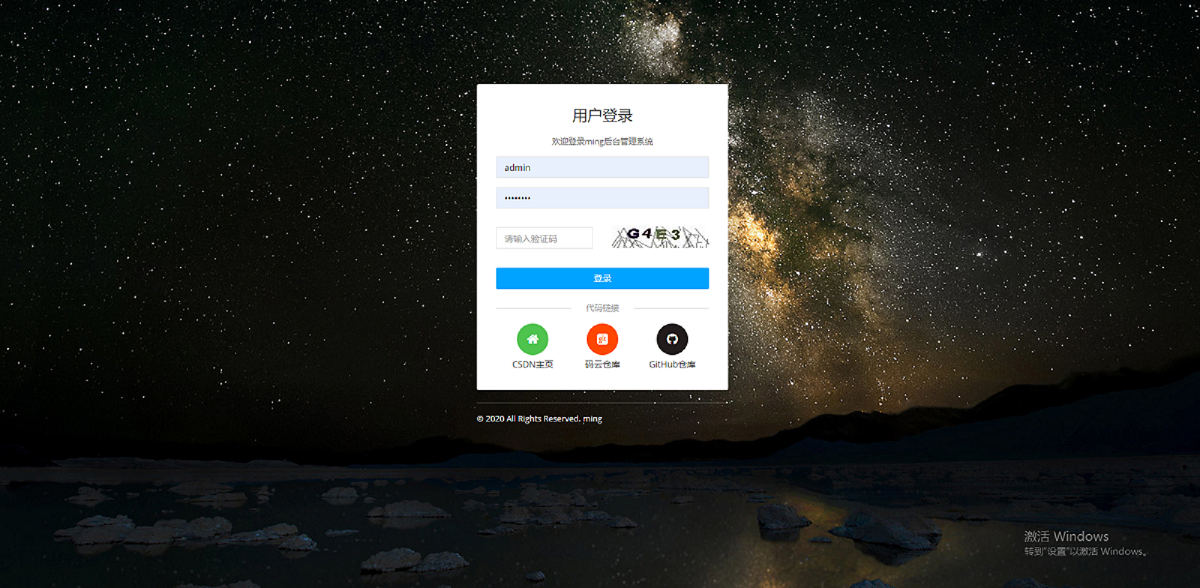 用户登录
欢迎登录ming后台管理系统
admin
••••••••
请输入验证码
G4E3
登录
代码链接
CSDN主页
码云仓库
GitHub仓库
© 2020 All Rights Reserved. ming
激活 Windows
转到"设置"以激活 Windows。